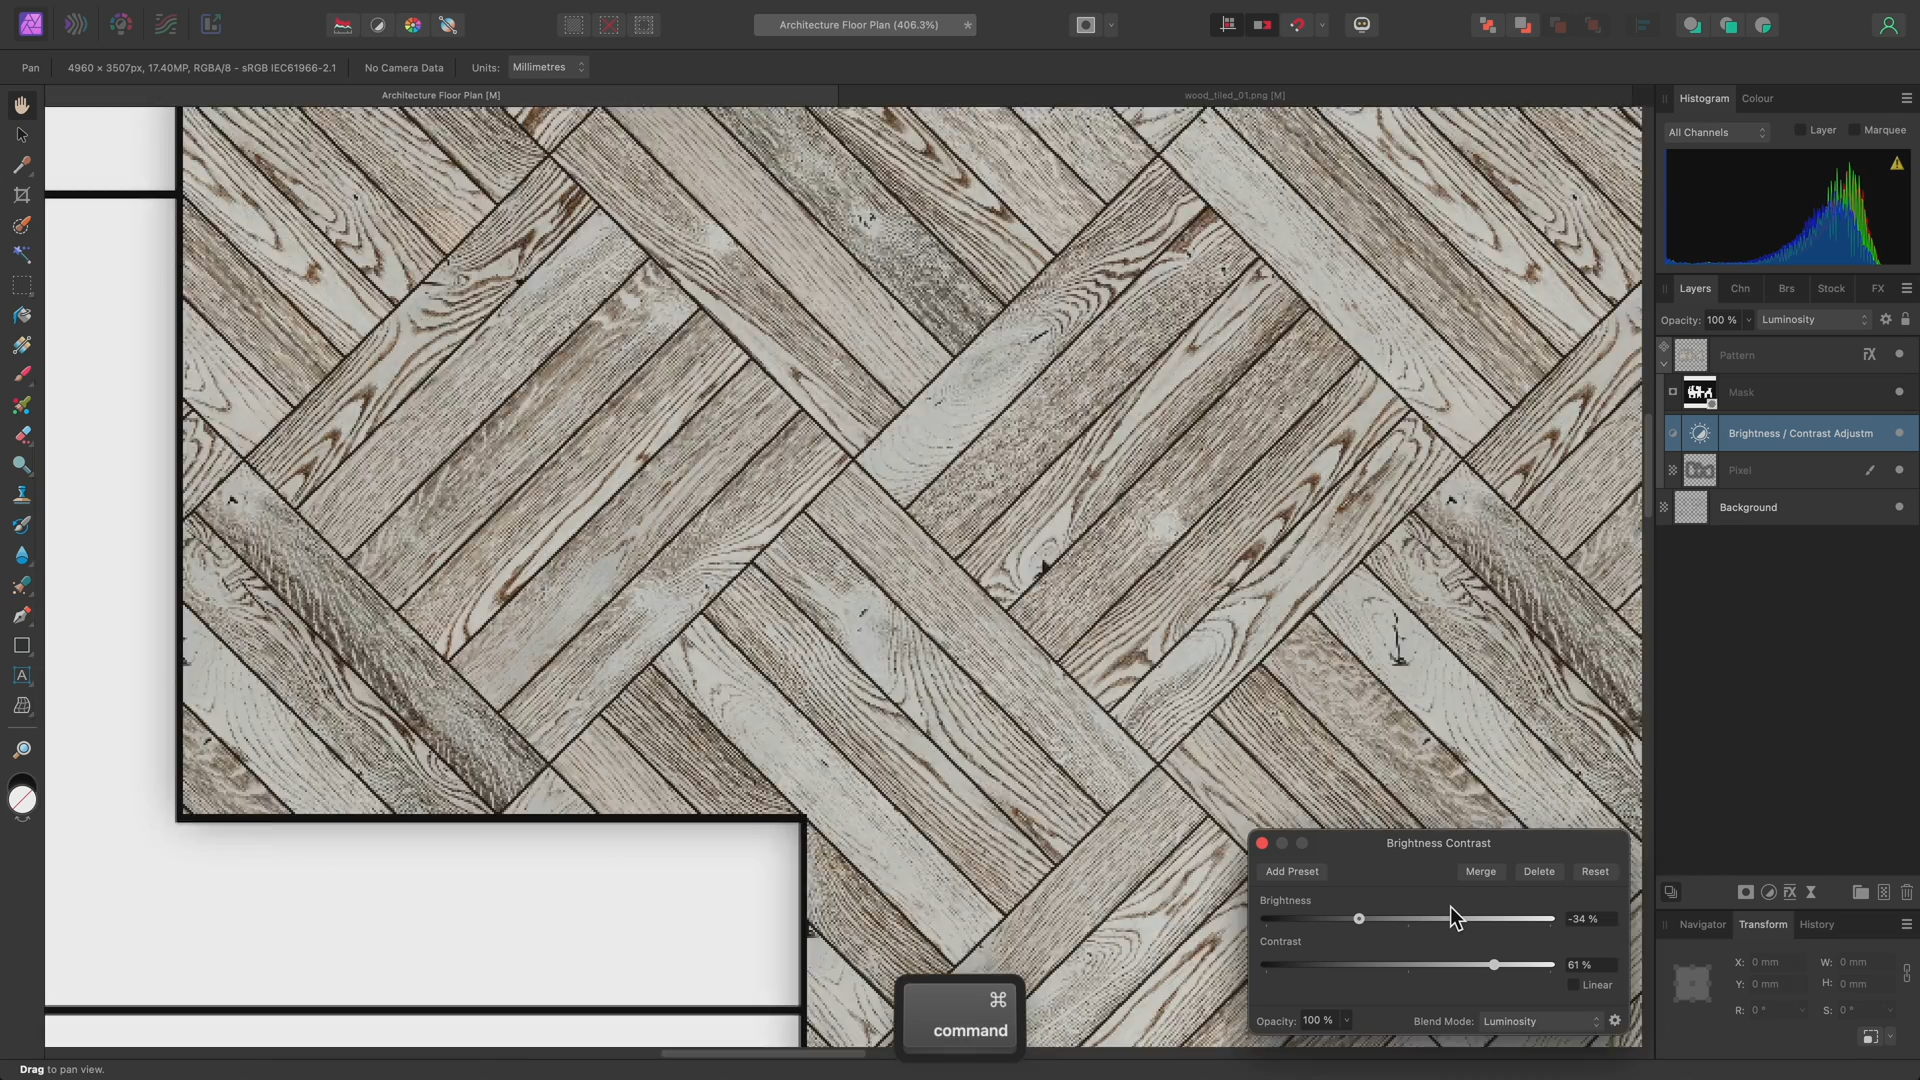 Architecture Floor Plan (406.3%)
*
Pan
4960 × 3507px, 17.40MP, RGBA/8 - sRGB IEC61966-2.1
No Camera Data
Units:
Millimetres
Architecture Floor Plan [M]
wood_tiled_01.png [M]
Histogram
Colour
All Channels
Layer
Marquee
Layers
Chn
Brs
Stock
FX
Opacity:
100 %
Luminosity
Pattern
Mask
Brightness / Contrast Adjustm
Pixel
Background
Brightness Contrast
Add Preset
Merge
Delete
Reset
Brightness
-34 %
Contrast
61 %
Linear
Opacity:
100 %
Blend Mode:
Luminosity
⌘
command
Navigator
Transform
History
X:
0 mm
W:
0 mm
Y:
0 mm
H:
0 mm
R:
0 °
S:
0 °
Drag to pan view.